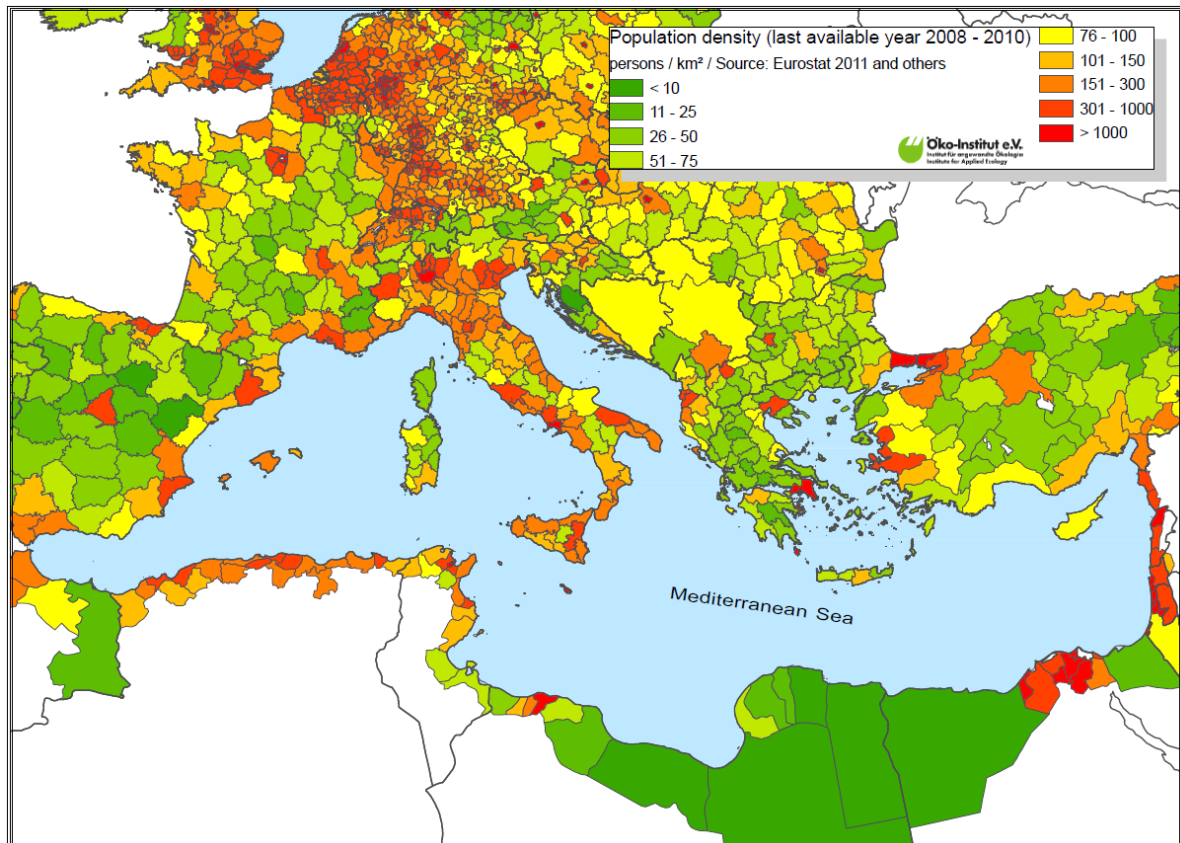 Population density (last available year 2008 - 2010)
persons / km² / Source: Eurostat 2011 and others
< 10
11 - 25
26 - 50
51 - 75
76 - 100
101 - 150
151 - 300
301 - 1000
> 1000
Öko-Institut e.V.
Institut für angewandte Ökologie
Institute for Applied Ecology
Mediterranean Sea